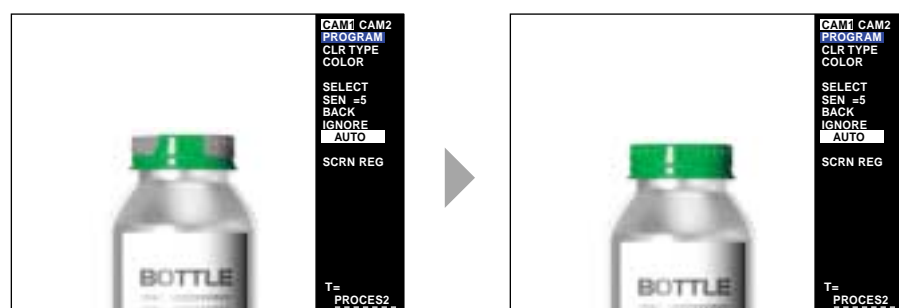 CAM1 CAM2
PROGRAM
CLR TYPE
COLOR
SELECT
SEN =5
BACK
IGNORE
AUTO
SCRN REG
T=
PROCES2
BOTTLE
CAM1 CAM2
PROGRAM
CLR TYPE
COLOR
SELECT
SEN =5
BACK
IGNORE
AUTO
SCRN REG
T=
PROCES2
BOTTLE